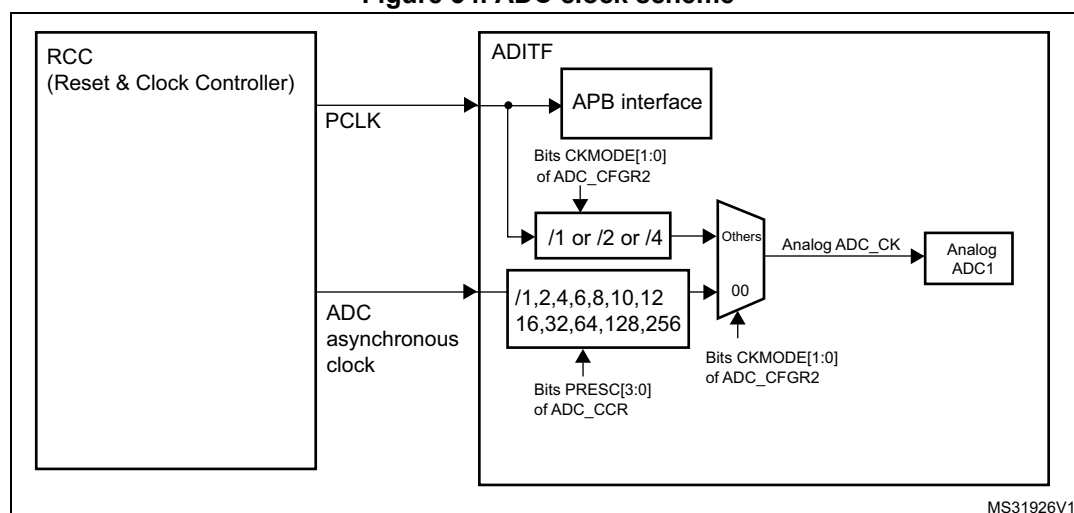 ADC clock scheme
RCC
(Reset & Clock Controller)
PCLK
ADC
asynchronous
clock
ADITF
APB interface
Bits CKMODE[1:0]
of ADC_CFGR2
/1 or /2 or /4
/1,2,4,6,8,10,12
16,32,64,128,256
Bits PRESC[3:0]
of ADC_CCR
Others
00
Bits CKMODE[1:0]
of ADC_CFGR2
Analog ADC_CK
Analog
ADC1
MS31926V1